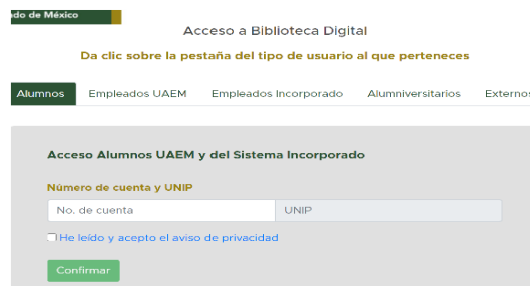 do de México
Acceso a Biblioteca Digital
Da clic sobre la pestaña del tipo de usuario al que perteneces
Alumnos Empleados UAEM Empleados Incorporado Alumniversitarios Externos
Acceso Alumnos UAEM y del Sistema Incorporado
Número de cuenta y UNIP
No. de cuenta UNIP
He leído y acepto el aviso de privacidad
Confirmar